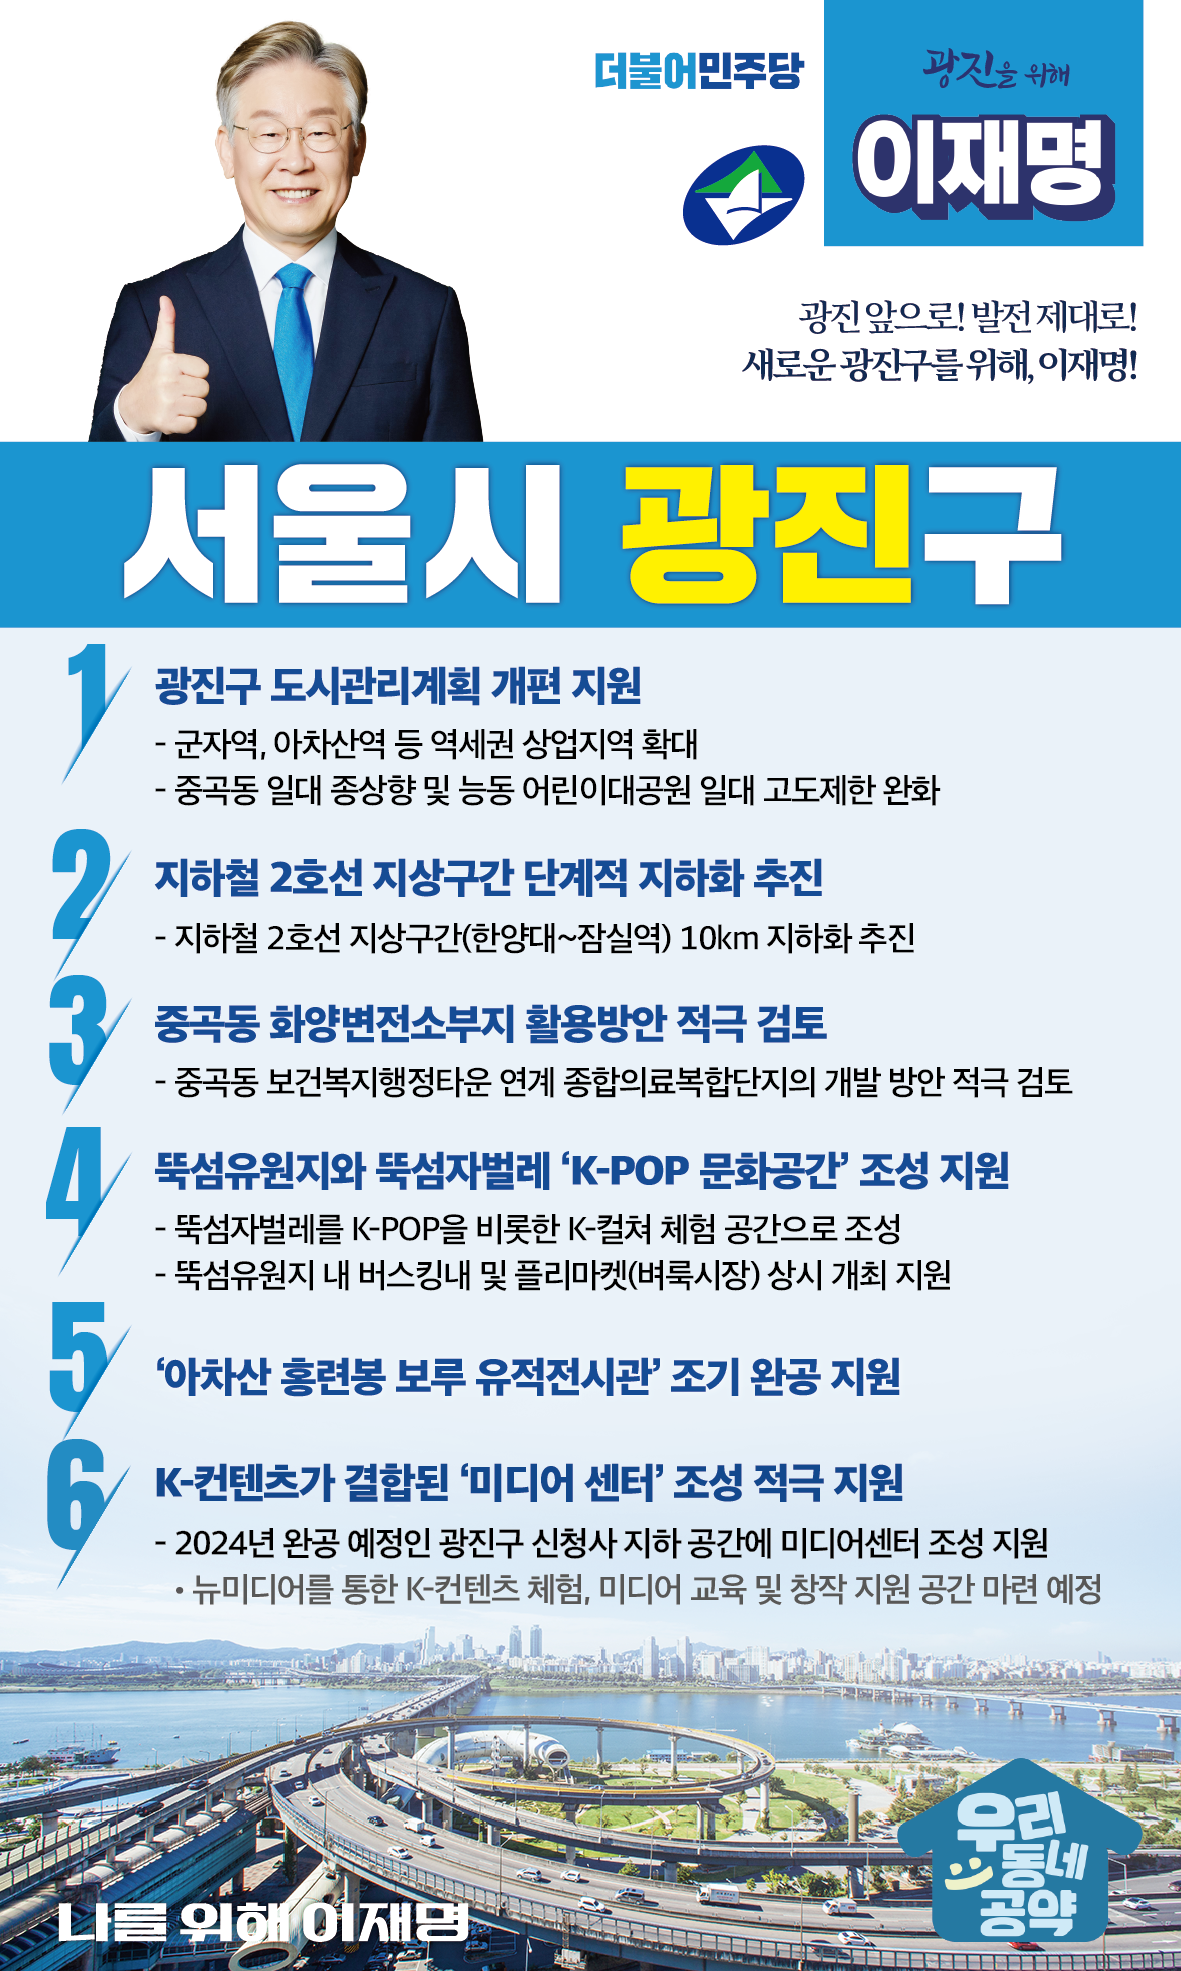 더불어민주당
광진을 위해
이재명
광진 앞으로! 발전 제대로!
새로운 광진구를 위해, 이재명!
서울시 광진구
1
광진구 도시관리계획 개편 지원
- 군자역, 아차산역 등 역세권 상업지역 확대
- 중곡동 일대 종상향 및 능동 어린이대공원 일대 고도제한 완화
2
지하철 2호선 지상구간 단계적 지하화 추진
- 지하철 2호선 지상구간(한양대~잠실역) 10km 지하화 추진
3
중곡동 화양변전소부지 활용방안 적극 검토
- 중곡동 보건복지행정타운 연계 종합의료복합단지의 개발 방안 적극 검토
4
뚝섬유원지와 뚝섬자벌레 ‘K-POP 문화공간’ 조성 지원
- 뚝섬자벌레를 K-POP을 비롯한 K-컬쳐 체험 공간으로 조성
- 뚝섬유원지 내 버스킹내 및 플리마켓(벼룩시장) 상시 개최 지원
5
‘아차산 홍련봉 보루 유적전시관’ 조기 완공 지원
6
K-컨텐츠가 결합된 ‘미디어 센터’ 조성 적극 지원
- 2024년 완공 예정인 광진구 신청사 지하 공간에 미디어센터 조성 지원
• 뉴미디어를 통한 K-컨텐츠 체험, 미디어 교육 및 창작 지원 공간 마련 예정
나를 위해 이재명
우리
동네
공약